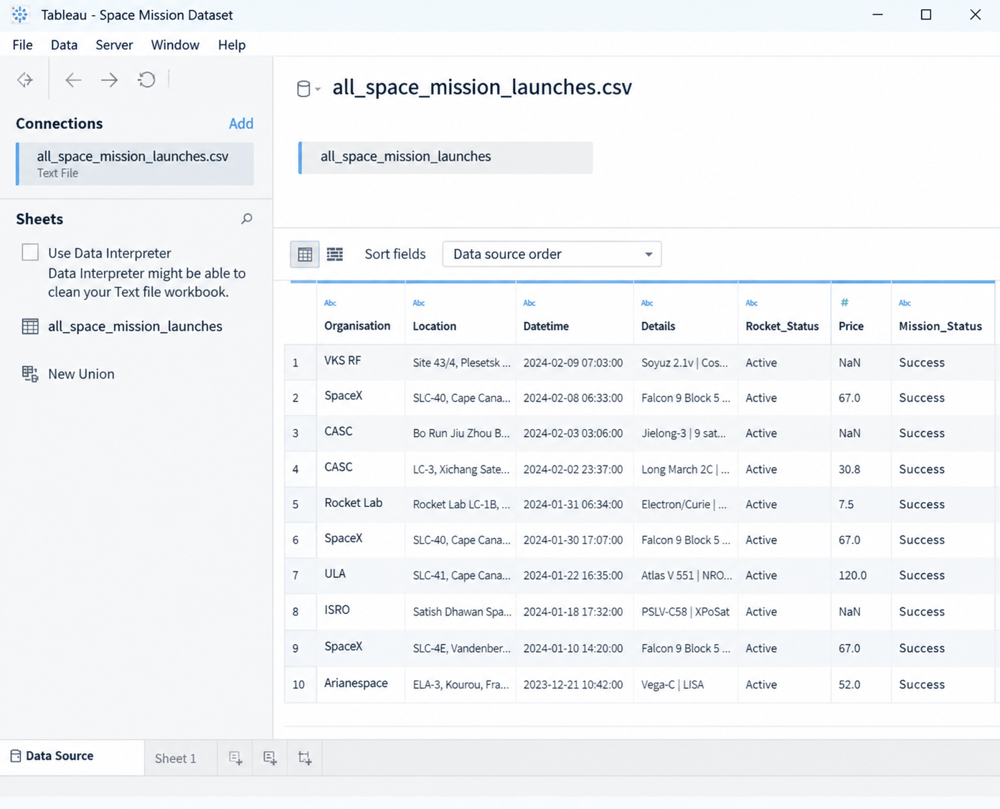 Tableau - Space Mission Dataset
File Data Server Window Help
all_space_mission_launches.csv
Connections Add
all_space_mission_launches.csv
Text File
all_space_mission_launches
Sheets
Use Data Interpreter
Data Interpreter might be able to
clean your Text file workbook.
all_space_mission_launches
New Union
Sort fields Data source order
Abc Abc Abc Abc Abc # Abc
Organisation Location Datetime Details Rocket_Status Price Mission_Status
1 VKS RF Site 43/4, Plesetsk ... 2024-02-09 07:03:00 Soyuz 2.1v | Cos... Active NaN Success
2 SpaceX SLC-40, Cape Cana... 2024-02-08 06:33:00 Falcon 9 Block 5 ... Active 67.0 Success
3 CASC Bo Run Jiu Zhou B... 2024-02-03 03:06:00 Jielong-3 | 9 sat... Active NaN Success
4 CASC LC-3, Xichang Sate... 2024-02-02 23:37:00 Long March 2C | ... Active 30.8 Success
5 Rocket Lab Rocket Lab LC-1B, ... 2024-01-31 06:34:00 Electron/Curie | ... Active 7.5 Success
6 SpaceX SLC-40, Cape Cana... 2024-01-30 17:07:00 Falcon 9 Block 5 ... Active 67.0 Success
7 ULA SLC-41, Cape Cana... 2024-01-22 16:35:00 Atlas V 551 | NRO... Active 120.0 Success
8 ISRO Satish Dhawan Spa... 2024-01-18 17:32:00 PSLV-C58 | XPoSat Active NaN Success
9 SpaceX SLC-4E, Vandenber... 2024-01-10 14:20:00 Falcon 9 Block 5 ... Active 67.0 Success
10 Arianespace ELA-3, Kourou, Fra... 2023-12-21 10:42:00 Vega-C | LISA Active 52.0 Success
Data Source Sheet 1